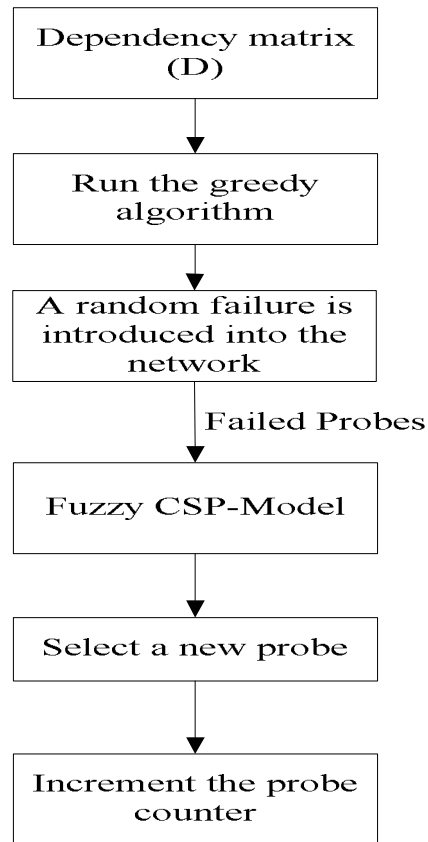 Dependency matrix
(D)
Run the greedy
algorithm
A random failure is
introduced into the
network
Failed Probes
Fuzzy CSP-Model
Select a new probe
Increment the probe
counter